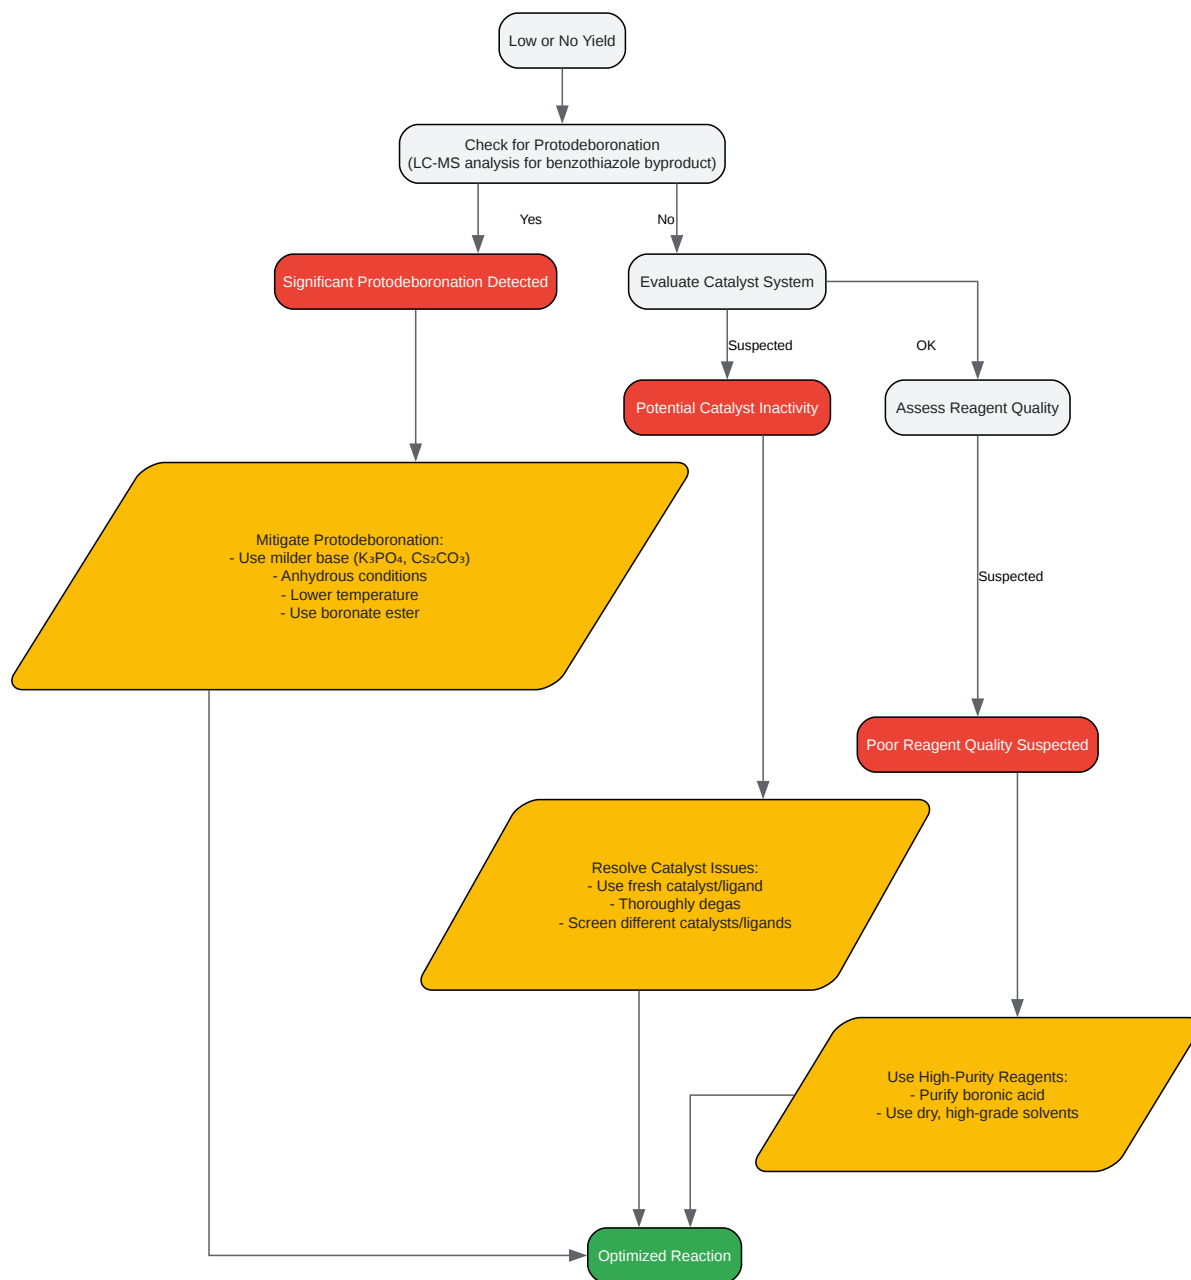 Low or No Yield
Check for Protodeboronation
(LC-MS analysis for benzothiazole byproduct)
Yes
No
Significant Protodeboronation Detected
Evaluate Catalyst System
Suspected
OK
Potential Catalyst Inactivity
Assess Reagent Quality
Mitigate Protodeboronation:
- Use milder base (K₃PO₄, Cs₂CO₃)
- Anhydrous conditions
- Lower temperature
- Use boronate ester
Suspected
Poor Reagent Quality Suspected
Resolve Catalyst Issues:
- Use fresh catalyst/ligand
- Thoroughly degas
- Screen different catalysts/ligands
Use High-Purity Reagents:
- Purify boronic acid
- Use dry, high-grade solvents
Optimized Reaction